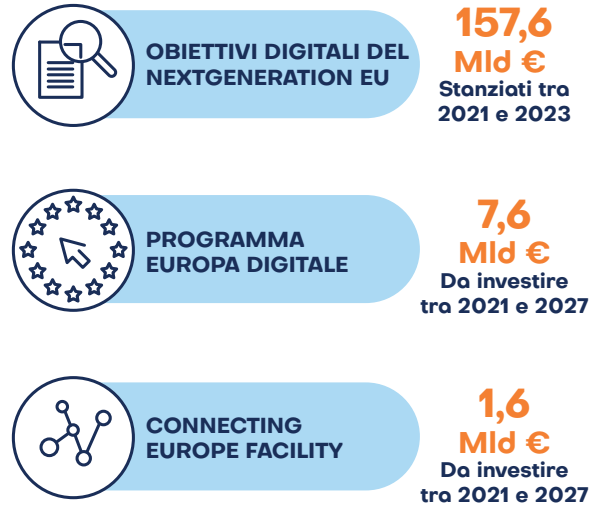 OBIETTIVI DIGITALI DEL
NEXTGENERATION EU
157,6
Mld €
Stanziati tra
2021 e 2023
PROGRAMMA
EUROPA DIGITALE
7,6
Mld €
Da investire
tra 2021 e 2027
CONNECTING
EUROPE FACILITY
1,6
Mld €
Da investire
tra 2021 e 2027